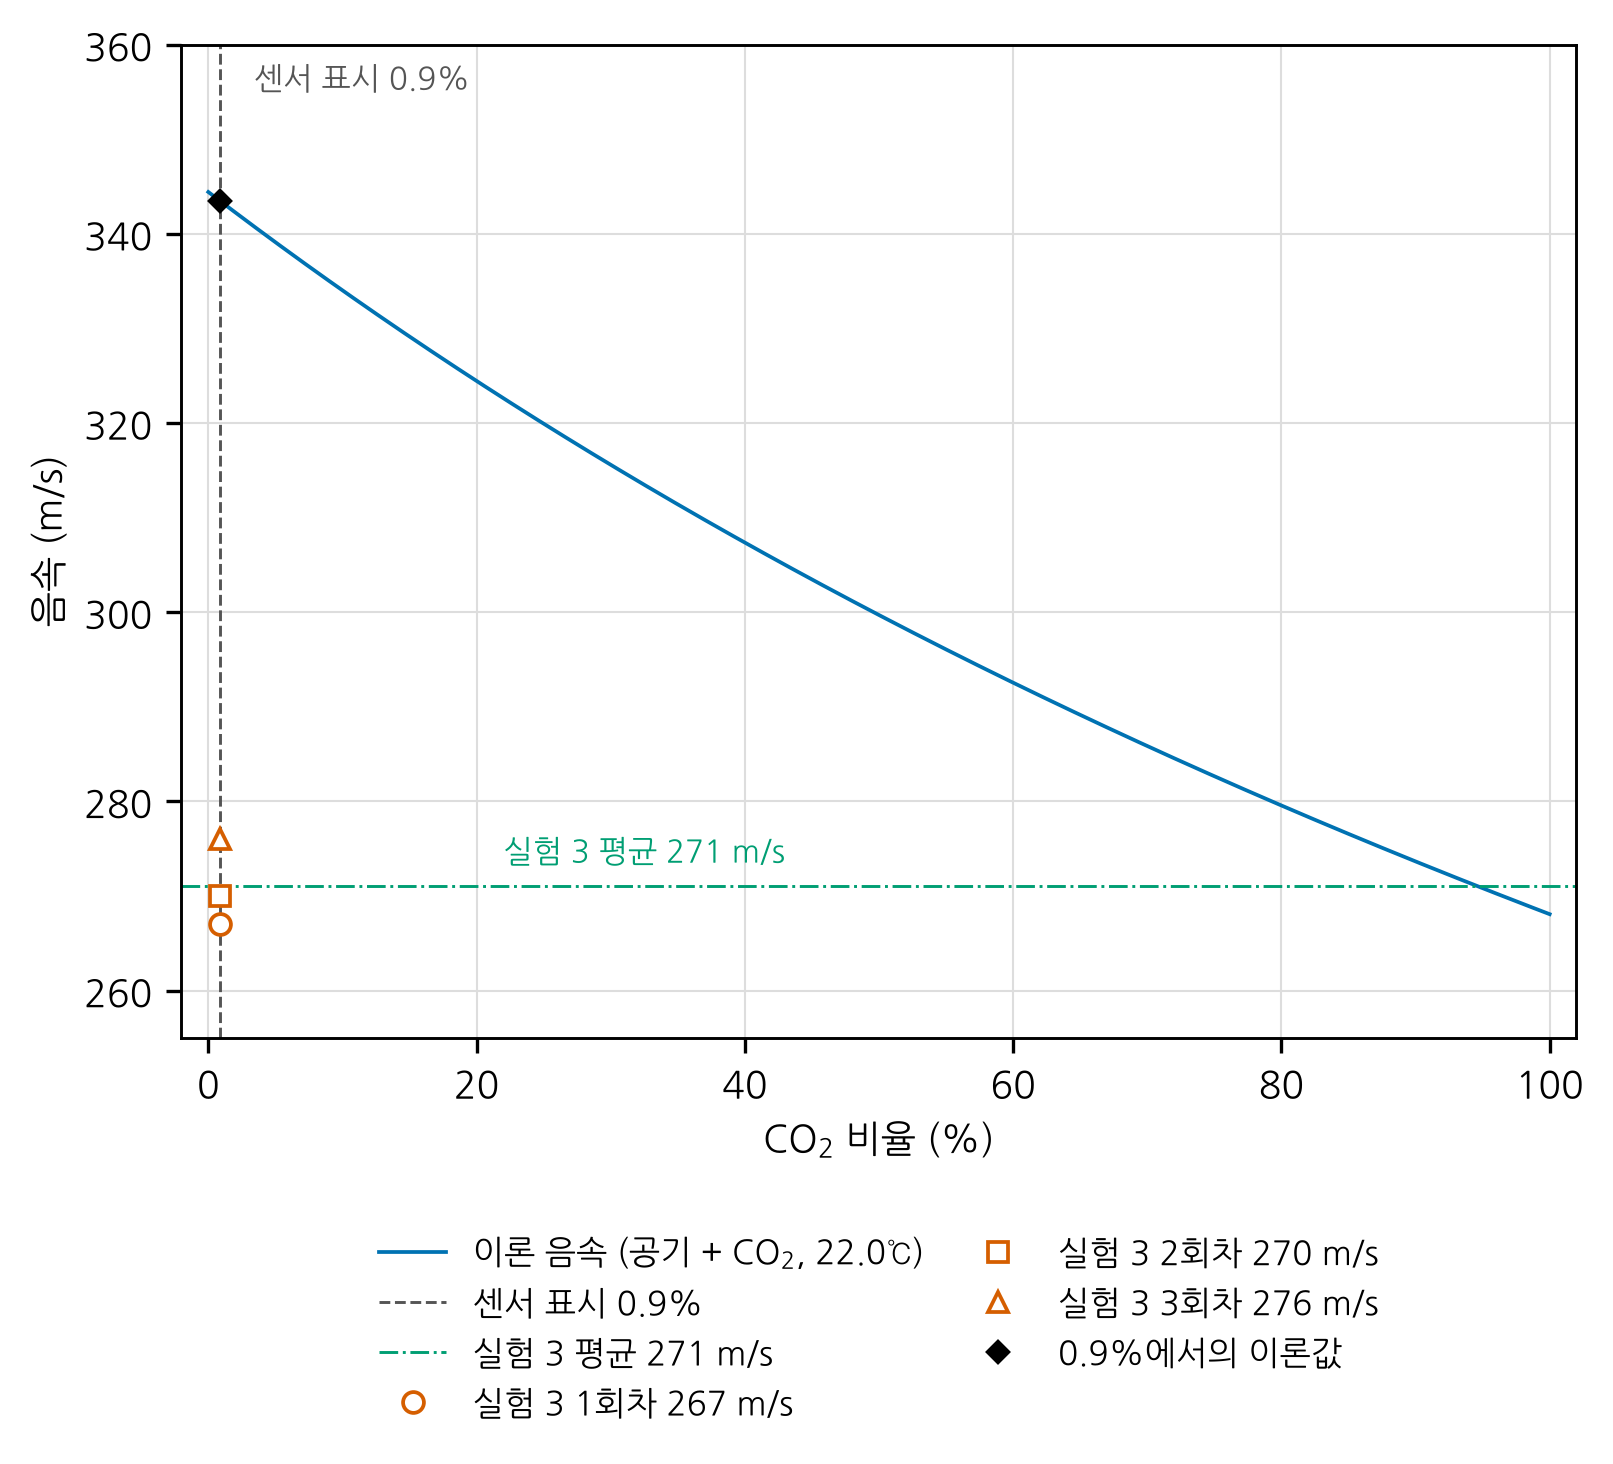 360
센서 표시 0.9%
340
320
300
280
260
음속 (m/s)
실험 3 평균 271 m/s
0
20
40
60
80
100
CO₂ 비율 (%)
이론 음속 (공기 + CO₂, 22.0℃)
센서 표시 0.9%
실험 3 평균 271 m/s
실험 3 1회차 267 m/s
실험 3 2회차 270 m/s
실험 3 3회차 276 m/s
0.9%에서의 이론값